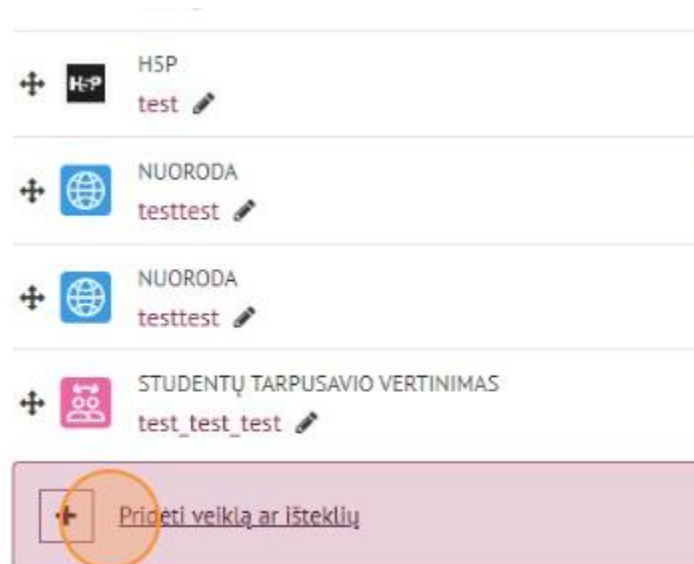 H5P
H5P
test
NUORODA
testtest
NUORODA
testtest
STUDENTŲ TARPUSAVIO VERTINIMAS
test_test_test
Pridėti veiklą ar išteklių